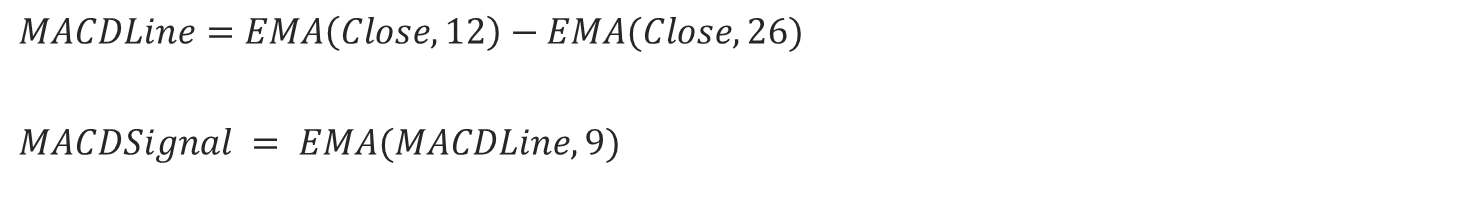 MACDLine = EMA(Close, 12) − EMA(Close, 26)
MACDSignal = EMA(MACDLine, 9)